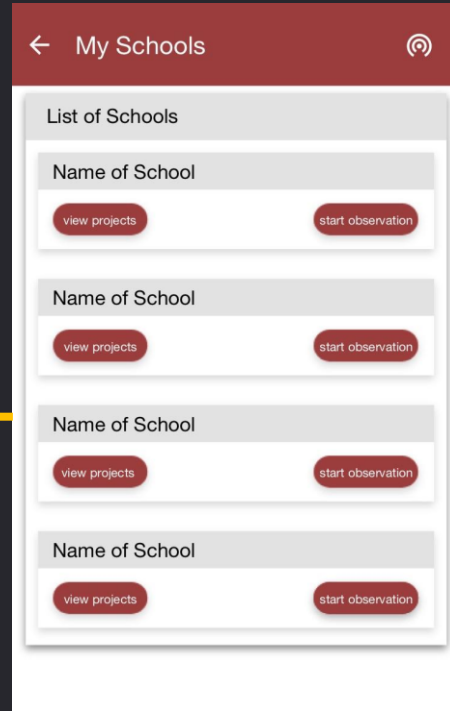 My Schools
List of Schools
Name of School
view projects start observation
Name of School
view projects start observation
Name of School
view projects start observation
Name of School
view projects start observation